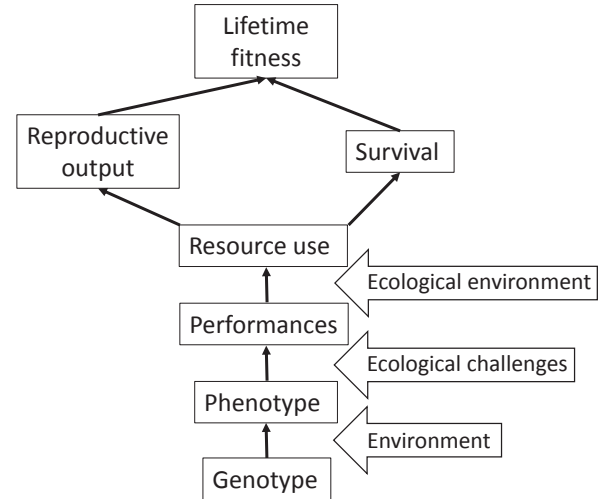 Lifetime
fitness
Reproductive
output
Survival
Resource use
Ecological environment
Performances
Ecological challenges
Phenotype
Environment
Genotype